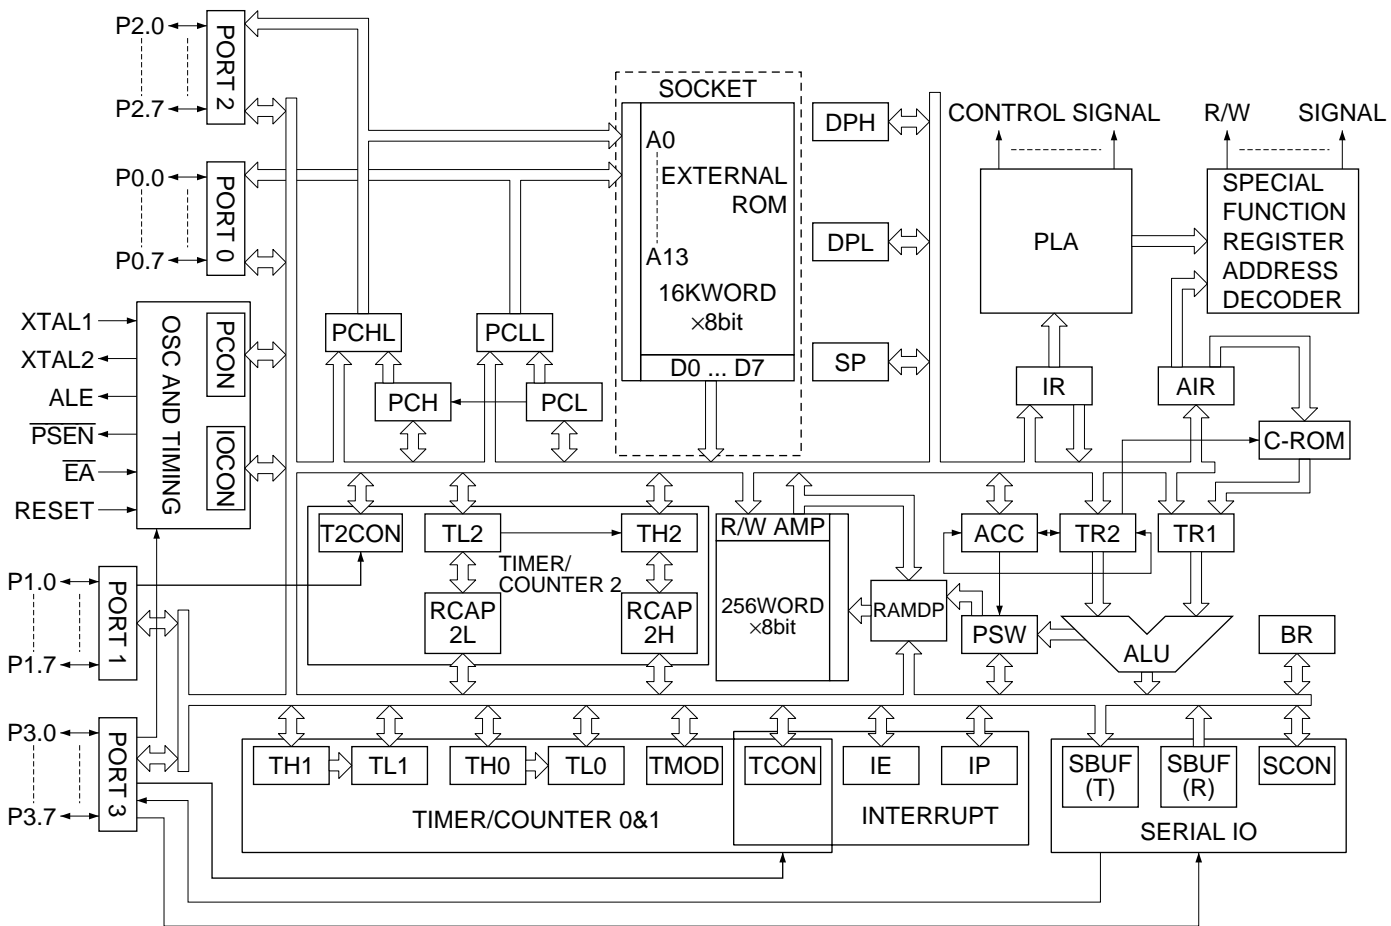 P2.0
P2.7
PORT 2
P0.0
P0.7
PORT 0
SOCKET
A0
EXTERNAL
ROM
A13
16KWORD
×8bit
D0 ... D7
DPH
DPL
SP
CONTROL SIGNAL
PLA
R/W SIGNAL
SPECIAL
FUNCTION
REGISTER
ADDRESS
DECODER
XTAL1
XTAL2
ALE
PSEN
EA
RESET
OSC AND TIMING
PCON
IOCON
PCHL
PCLL
PCH
PCL
IR
AIR
C-ROM
T2CON
TL2
TH2
TIMER/
COUNTER 2
RCAP
2L
RCAP
2H
R/W AMP
256WORD
×8bit
RAMDP
ACC
TR2
TR1
PSW
ALU
BR
P1.0
P1.7
PORT 1
P3.0
P3.7
PORT 3
TH1
TL1
TH0
TL0
TMOD
TCON
IE
IP
TIMER/COUNTER 0&1
INTERRUPT
SBUF
(T)
SBUF
(R)
SCON
SERIAL IO